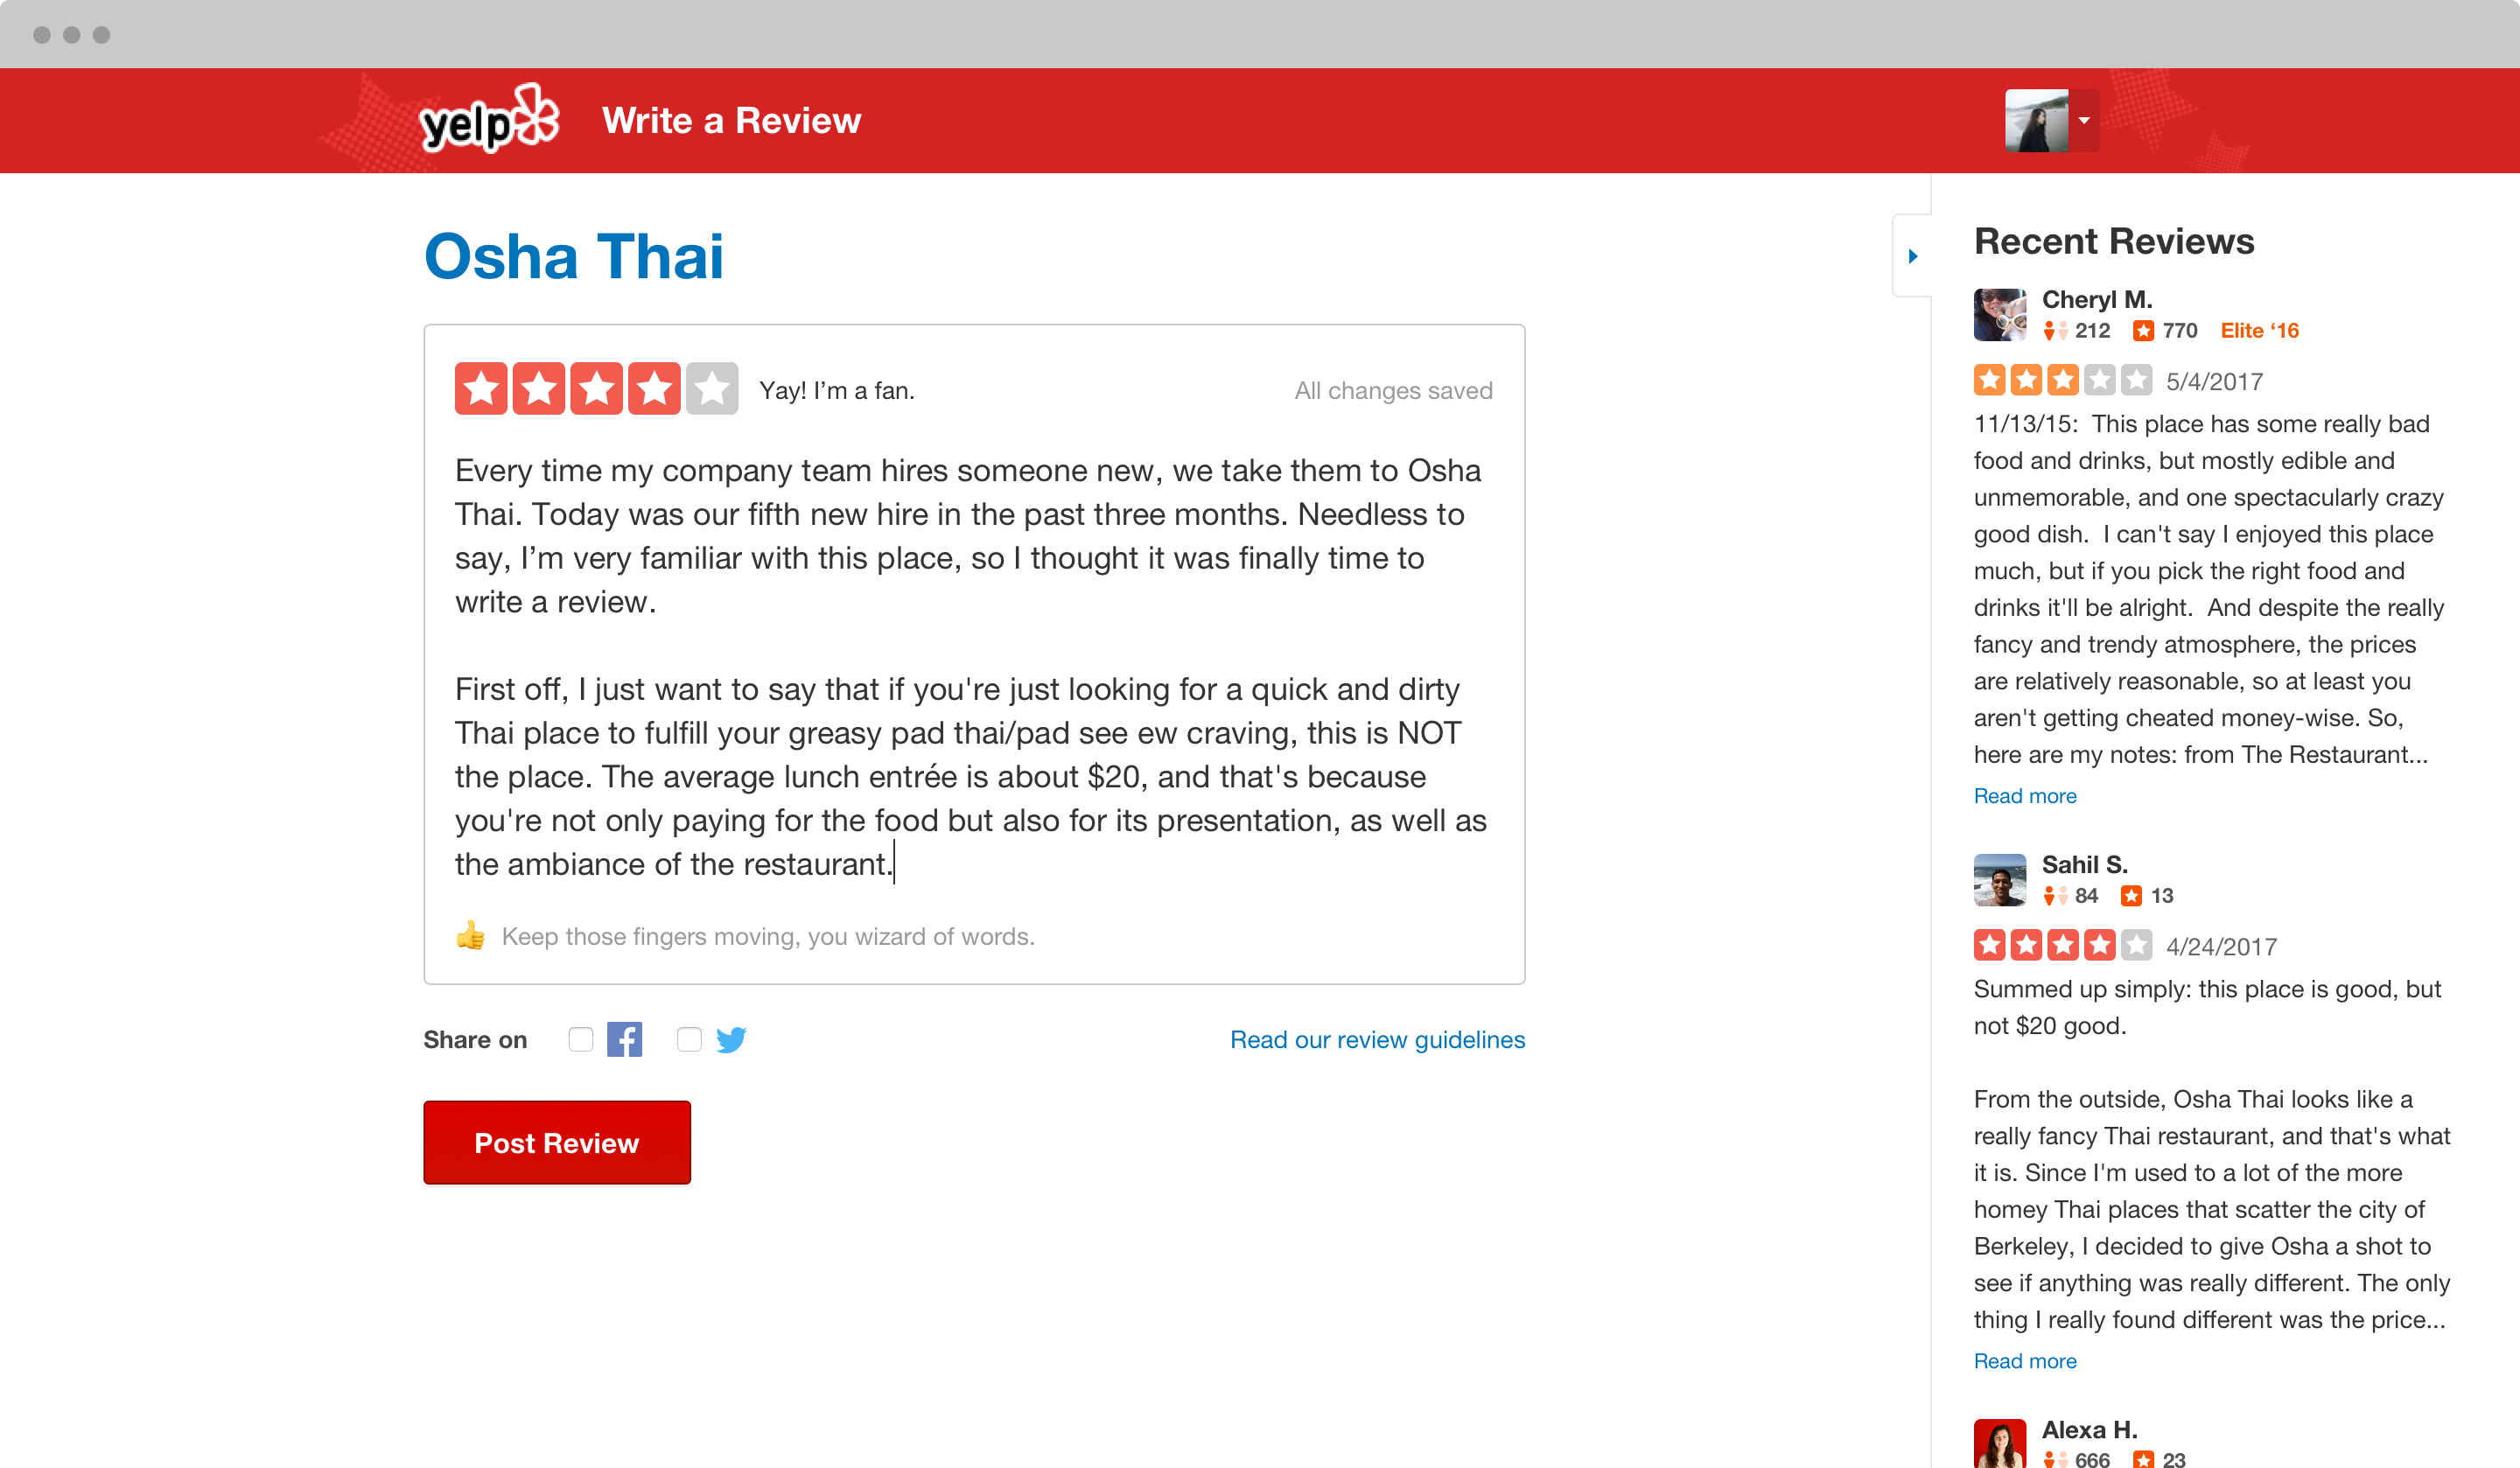 yelp
Write a Review
Osha Thai
Yay! I’m a fan.
All changes saved
Every time my company team hires someone new, we take them to Osha
Thai. Today was our fifth new hire in the past three months. Needless to
say, I’m very familiar with this place, so I thought it was finally time to
write a review.
First off, I just want to say that if you're just looking for a quick and dirty
Thai place to fulfill your greasy pad thai/pad see ew craving, this is NOT
the place. The average lunch entrée is about $20, and that's because
you're not only paying for the food but also for its presentation, as well as
the ambiance of the restaurant.
Keep those fingers moving, you wizard of words.
Share on
Read our review guidelines
Post Review
Recent Reviews
Cheryl M.
212 770 Elite ‘16
5/4/2017
11/13/15:  This place has some really bad
food and drinks, but mostly edible and
unmemorable, and one spectacularly crazy
good dish.  I can't say I enjoyed this place
much, but if you pick the right food and
drinks it'll be alright.  And despite the really
fancy and trendy atmosphere, the prices
are relatively reasonable, so at least you
aren't getting cheated money-wise. So,
here are my notes: from The Restaurant...
Read more
Sahil S.
84 13
4/24/2017
Summed up simply: this place is good, but
not $20 good.
From the outside, Osha Thai looks like a
really fancy Thai restaurant, and that's what
it is. Since I'm used to a lot of the more
homey Thai places that scatter the city of
Berkeley, I decided to give Osha a shot to
see if anything was really different. The only
thing I really found different was the price...
Read more
Alexa H.
666 23